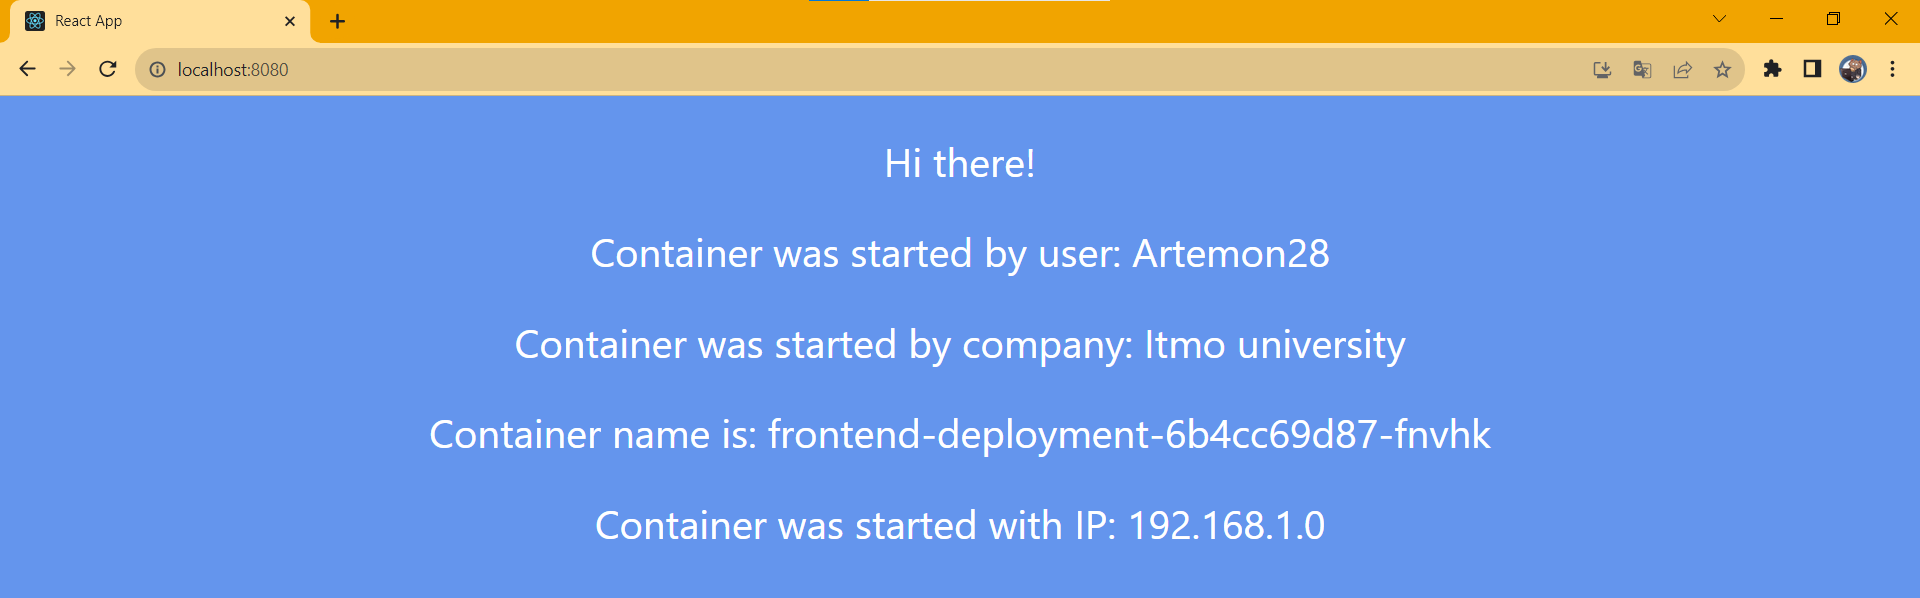 React App
localhost:8080
Hi there!
Container was started by user: Artemon28
Container was started by company: Itmo university
Container name is: frontend-deployment-6b4cc69d87-fnvhk
Container was started with IP: 192.168.1.0